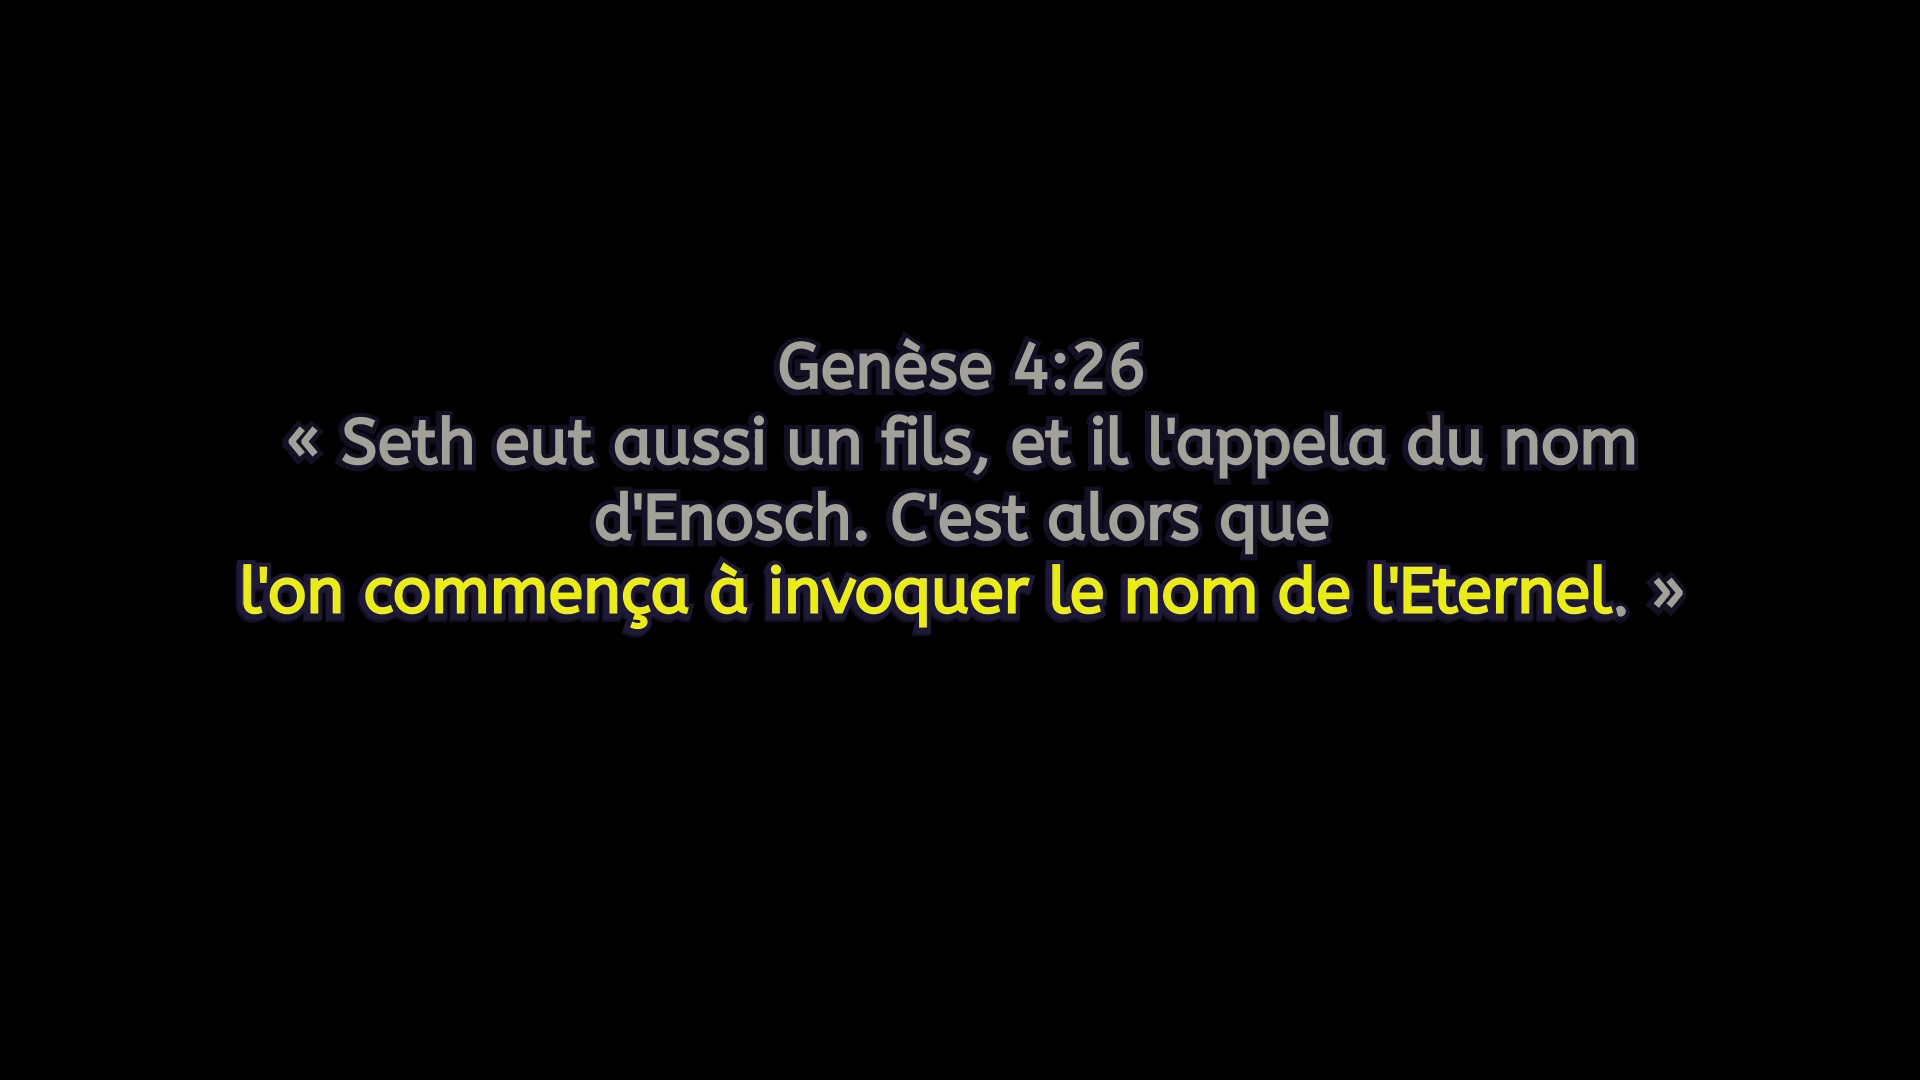 Genèse 4:26
« Seth eut aussi un fils, et il l'appela du nom
d'Enosch. C'est alors que
l'on commença à invoquer le nom de l'Eternel. »